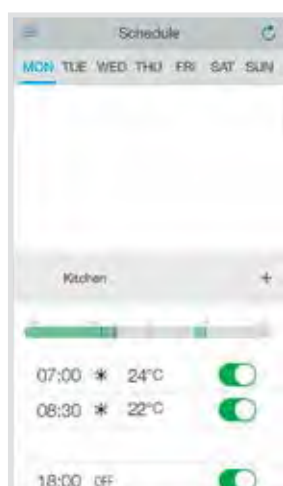 Schedule
MON TUE WED THU FRI SAT SUN
Kitchen +
07:00 24°C
08:30 22°C
18:00 OFF